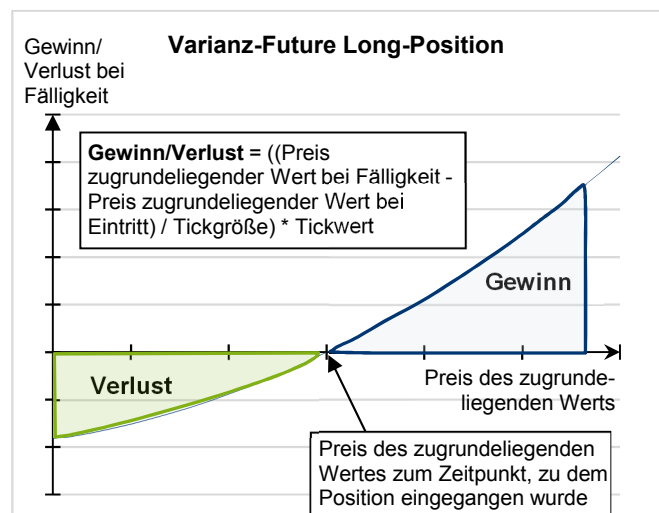 Gewinn/
Verlust bei
Fälligkeit
Varianz-Future Long-Position
Gewinn/Verlust = ((Preis
zugrundeliegender Wert bei Fälligkeit -
Preis zugrundeliegender Wert bei
Eintritt) / Tickgröße) * Tickwert
Gewinn
Verlust
Preis des zugrunde-
liegenden Werts
Preis des zugrundeliegenden
Wertes zum Zeitpunkt, zu dem
Position eingegangen wurde